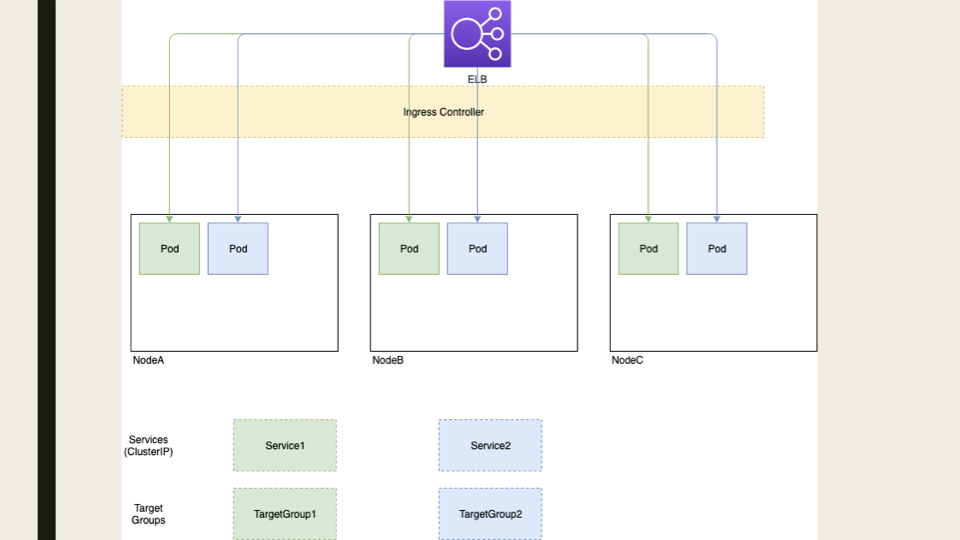 ELB
Ingress Controller
Pod
Pod
Pod
Pod
Pod
Pod
NodeA
NodeB
NodeC
Services
(ClusterIP)
Service1
Service2
Target
Groups
TargetGroup1
TargetGroup2